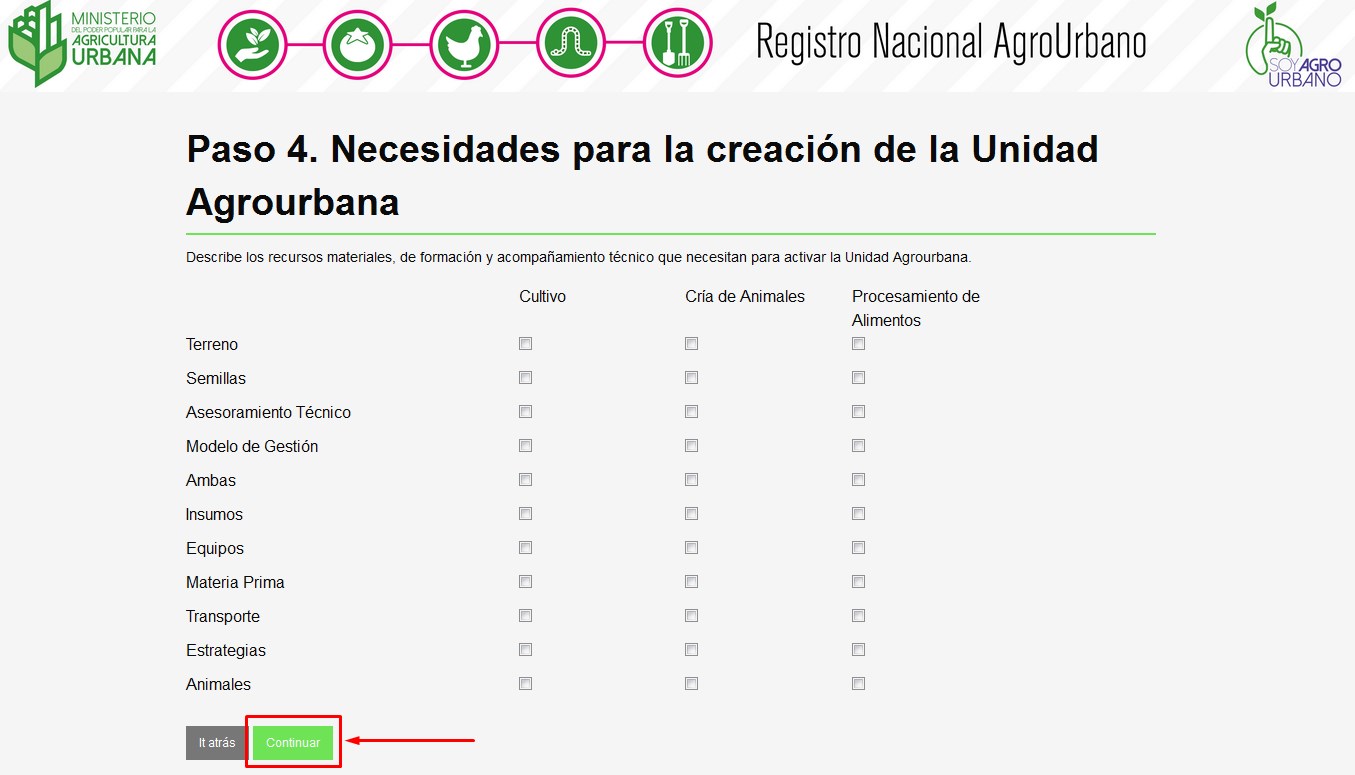 MINISTERIO
DEL PODER POPULAR PARA LA
AGRICULTURA
URBANA
Registro Nacional AgroUrbano
SOY AGRO
URBANO
Paso 4. Necesidades para la creación de la Unidad
Agrourbana
Describe los recursos materiales, de formación y acompañamiento técnico que necesitan para activar la Unidad Agrourbana.
Cultivo Cría de Animales Procesamiento de
Alimentos
Terreno
Semillas
Asesoramiento Técnico
Modelo de Gestión
Ambas
Insumos
Equipos
Materia Prima
Transporte
Estrategias
Animales
It atrás Continuar